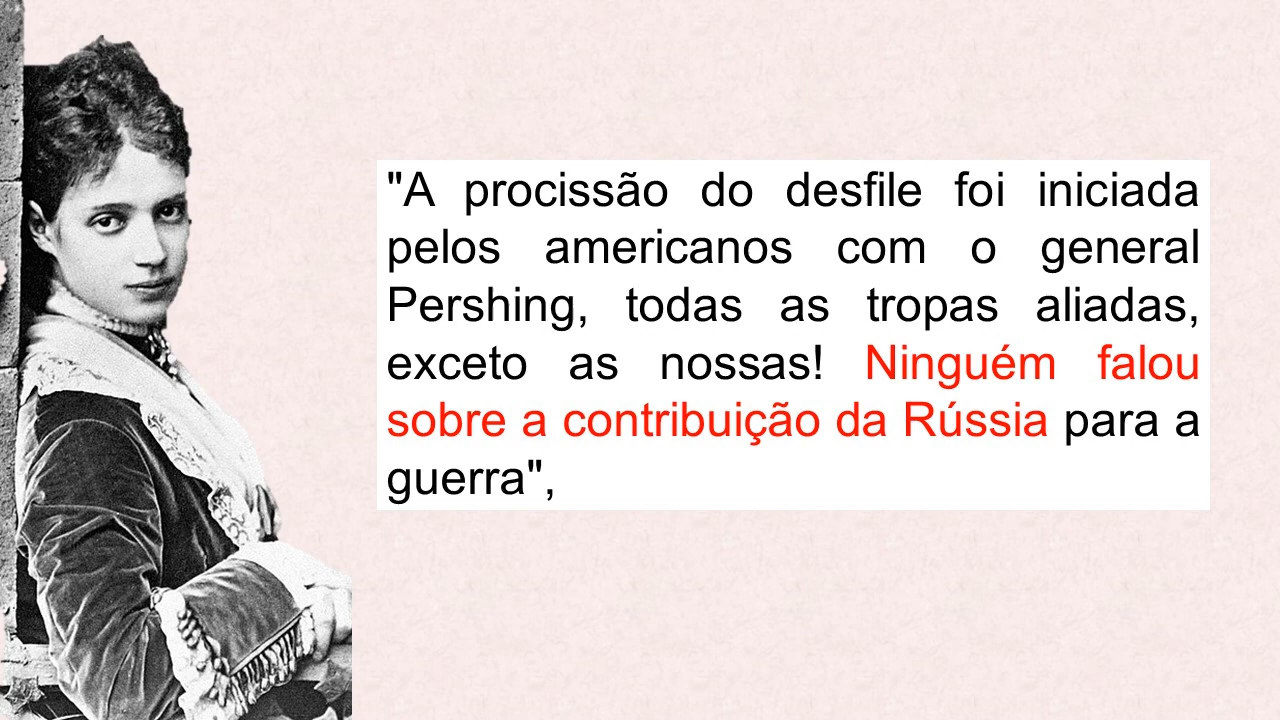 "A procissão do desfile foi iniciada
pelos americanos com o general
Pershing, todas as tropas aliadas,
exceto as nossas! Ninguém falou
sobre a contribuição da Rússia para a
guerra",